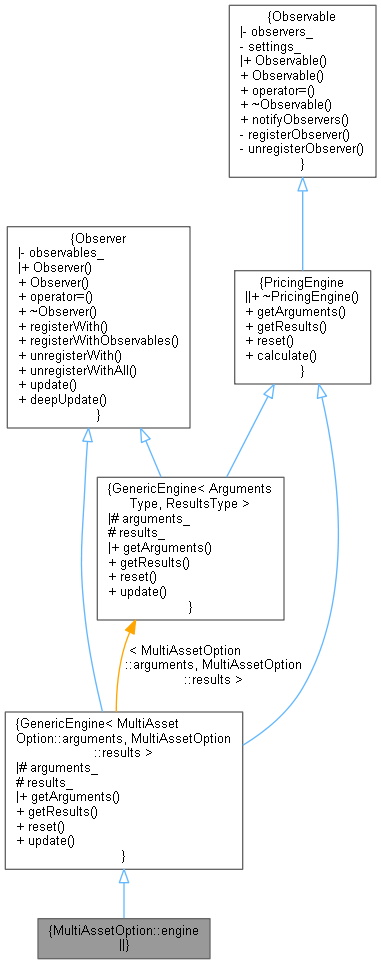 {Observable
|- observers_
- settings_
|+ Observable()
+ Observable()
+ operator=()
+ ~Observable()
+ notifyObservers()
- registerObserver()
- unregisterObserver()
}
{Observer
|- observables_
|+ Observer()
+ Observer()
+ operator=()
+ ~Observer()
+ registerWith()
+ registerWithObservables()
+ unregisterWith()
+ unregisterWithAll()
+ update()
+ deepUpdate()
}
{PricingEngine
||+ ~PricingEngine()
+ getArguments()
+ getResults()
+ reset()
+ calculate()
}
{GenericEngine< Arguments
Type, ResultsType >
|# arguments_
# results_
|+ getArguments()
+ getResults()
+ reset()
+ update()
}
< MultiAssetOption
::arguments, MultiAssetOption
::results >
{GenericEngine< MultiAsset
Option::arguments, MultiAssetOption
::results >
|# arguments_
# results_
|+ getArguments()
+ getResults()
+ reset()
+ update()
}
{MultiAssetOption::engine
||}